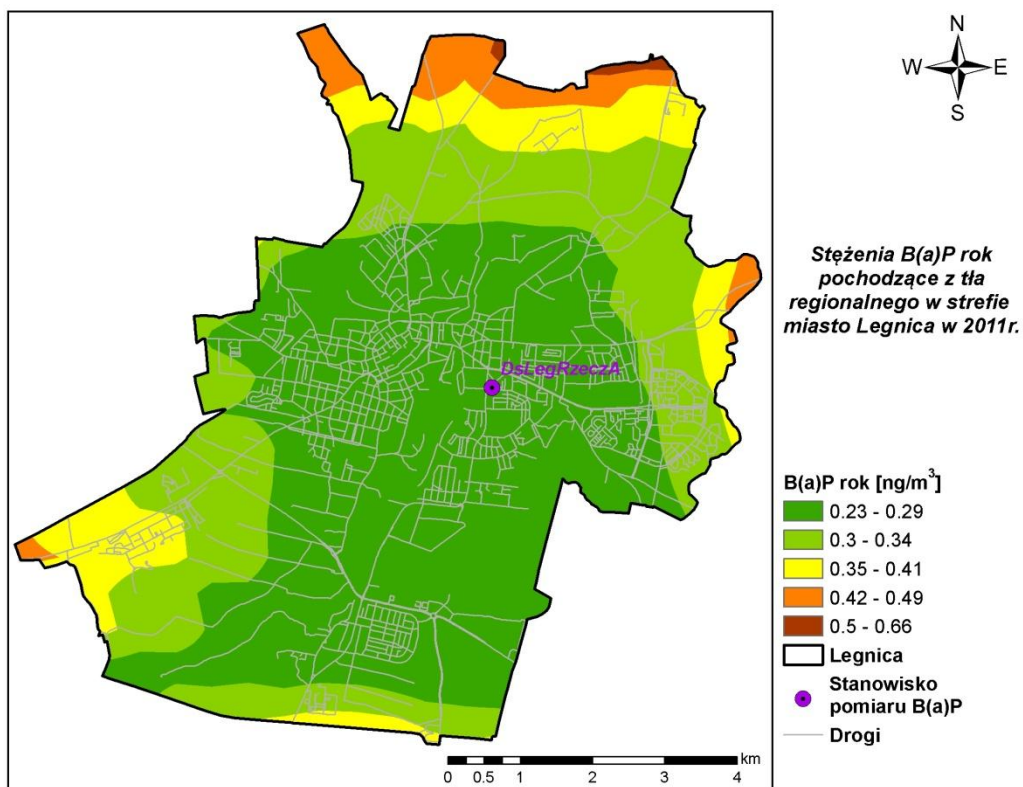 N
W E
S
Stężenia B(a)P rok
pochodzące z tła
regionalnego w strefie
miasto Legnica w 2011r.
DsLegRzeczA
B(a)P rok [ng/m³]
0.23 - 0.29
0.3 - 0.34
0.35 - 0.41
0.42 - 0.49
0.5 - 0.66
Legnica
Stanowisko
pomiaru B(a)P
Drogi
km
0 0.5 1 2 3 4